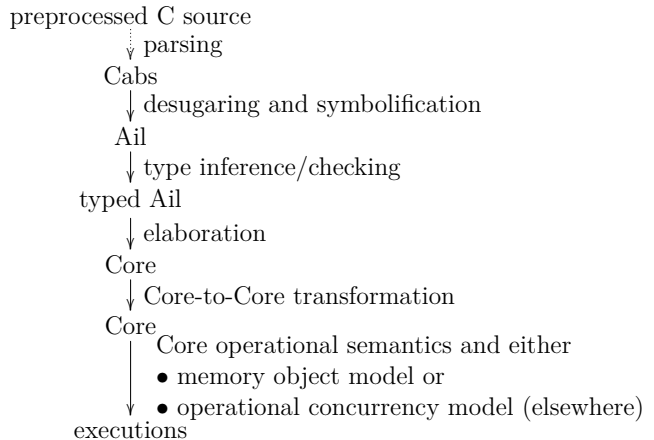 preprocessed C source
parsing
Cabs
desugaring and symbolification
Ail
type inference/checking
typed Ail
elaboration
Core
Core-to-Core transformation
Core
Core operational semantics and either
• memory object model or
• operational concurrency model (elsewhere)
executions